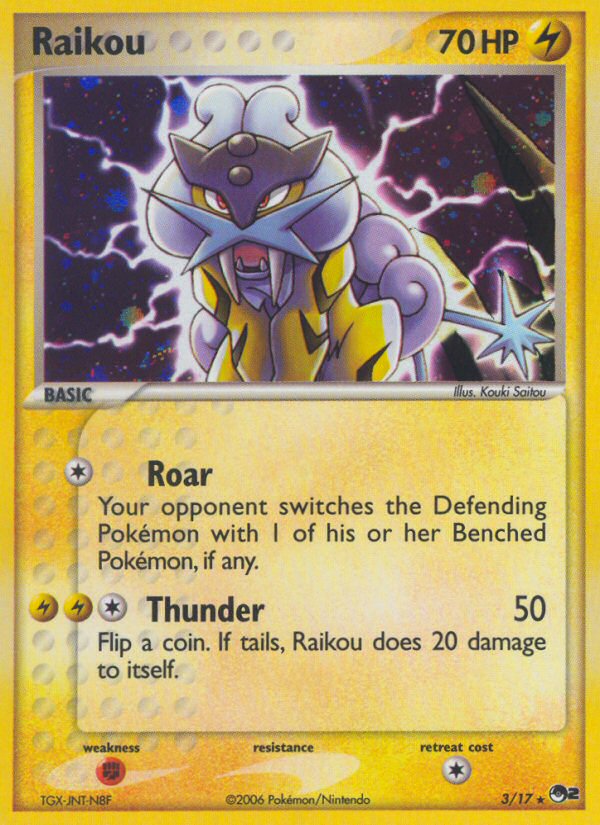 Raikou 70 HP
BASIC
Illus. Kouki Saitou
Roar
Your opponent switches the Defending
Pokémon with 1 of his or her Benched
Pokémon, if any.
Thunder 50
Flip a coin. If tails, Raikou does 20 damage
to itself.
weakness resistance retreat cost
TGX-JNT-N8F ©2006 Pokémon/Nintendo 3/17 ★ 2